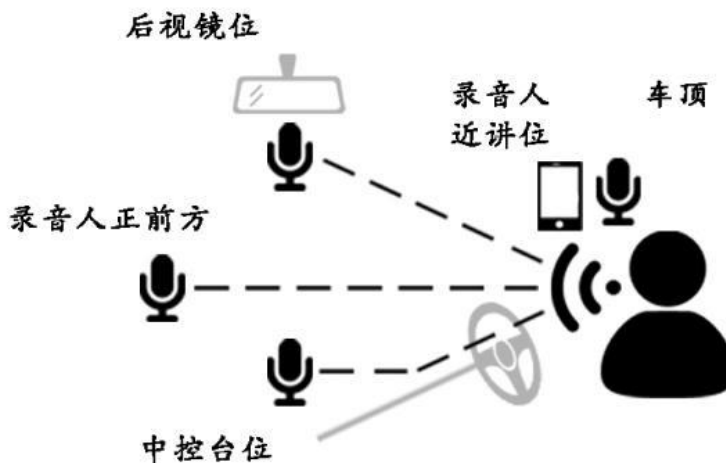 后视镜位
录音人
近讲位
车顶
录音人正前方
中控台位